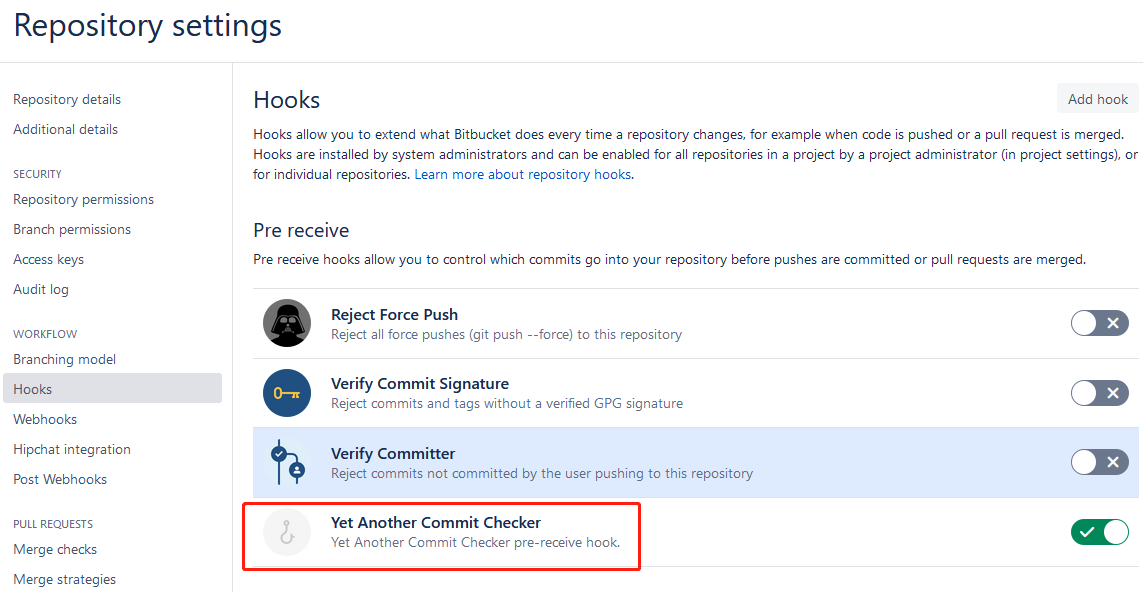 Repository settings
Repository details
Additional details
SECURITY
Repository permissions
Branch permissions
Access keys
Audit log
WORKFLOW
Branching model
Hooks
Webhooks
Hipchat integration
Post Webhooks
PULL REQUESTS
Merge checks
Merge strategies
Hooks
Add hook
Hooks allow you to extend what Bitbucket does every time a repository changes, for example when code is pushed or a pull request is merged.
Hooks are installed by system administrators and can be enabled for all repositories in a project by a project administrator (in project settings), or
for individual repositories. Learn more about repository hooks.
Pre receive
Pre receive hooks allow you to control which commits go into your repository before pushes are committed or pull requests are merged.
Reject Force Push
Reject all force pushes (git push --force) to this repository
Verify Commit Signature
Reject commits and tags without a verified GPG signature
Verify Committer
Reject commits not committed by the user pushing to this repository
Yet Another Commit Checker
Yet Another Commit Checker pre-receive hook.